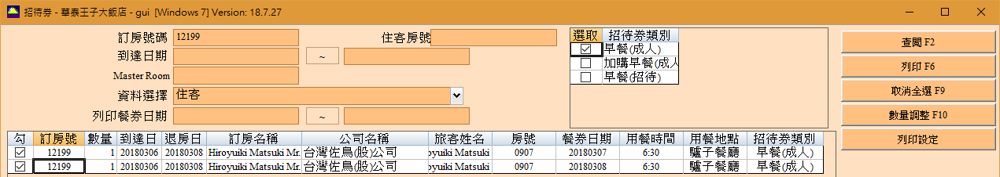 招待券 - 華泰王子大飯店 - gui [Windows 7] Version: 18.7.27
訂房號碼 12199 住客房號
到達日期 ~
Master Room
資料選擇 住客
列印餐券日期 ~
選取 招待券類別
早餐(成人)
加購早餐(成人
早餐(招待)
查閱 F2
列印 F6
取消全選 F9
數量調整 F10
列印設定
勾 訂房號 數量 到達日 退房日 訂房名稱 公司名稱 旅客姓名 房號 餐券日期 用餐時間 用餐地點 招待券類別
12199 1 20180306 20180308 Hiroyuiki Matsuki Mr. 台灣佐鳥(股)公司 oyuiki Matsuki 0907 20180307 6:30 驢子餐廳 早餐(成人)
12199 1 20180306 20180308 Hiroyuiki Matsuki Mr. 台灣佐鳥(股)公司 oyuiki Matsuki 0907 20180308 6:30 驢子餐廳 早餐(成人)